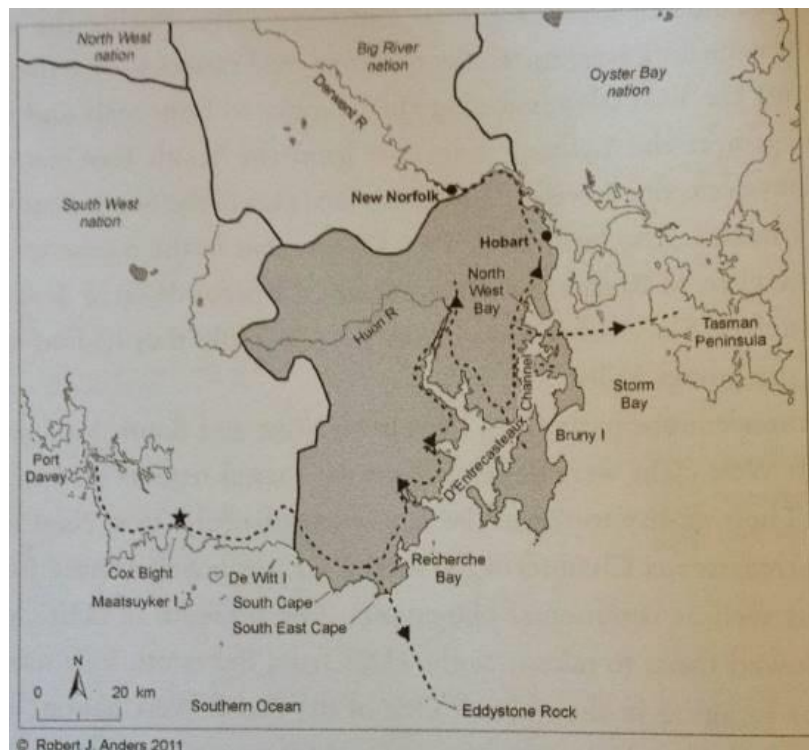 North West
nation
Big River
nation
Oyster Bay
nation
Derwent R
South West
nation
New Norfolk
Hobart
North
West
Bay
Huon R
Tasman
Peninsula
Storm
Bay
D'Entrecasteaux Channel
Bruny I
Port
Davey
Cox Bight
De Witt I
Maatsuyker I
Recherche
Bay
South Cape
South East Cape
N
0 20 km
Southern Ocean
Eddystone Rock
© Robert J. Anders 2011